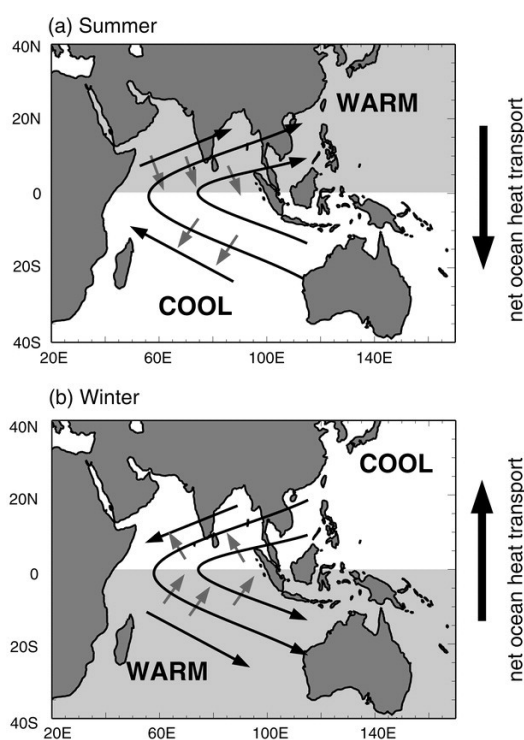 (a) Summer
40N
WARM
20N
0
20S
COOL
40S
20E 60E 100E 140E
net ocean heat transport
(b) Winter
40N
COOL
20N
0
20S
WARM
40S
20E 60E 100E 140E
net ocean heat transport